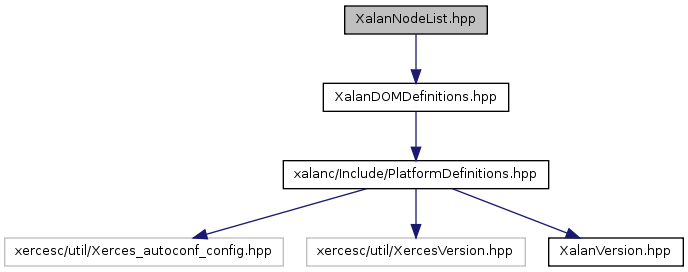 XalanNodeList.hpp
XalanDOMDefinitions.hpp
xalanc/Include/PlatformDefinitions.hpp
xercesc/util/Xerces_autoconf_config.hpp
xercesc/util/XercesVersion.hpp
XalanVersion.hpp